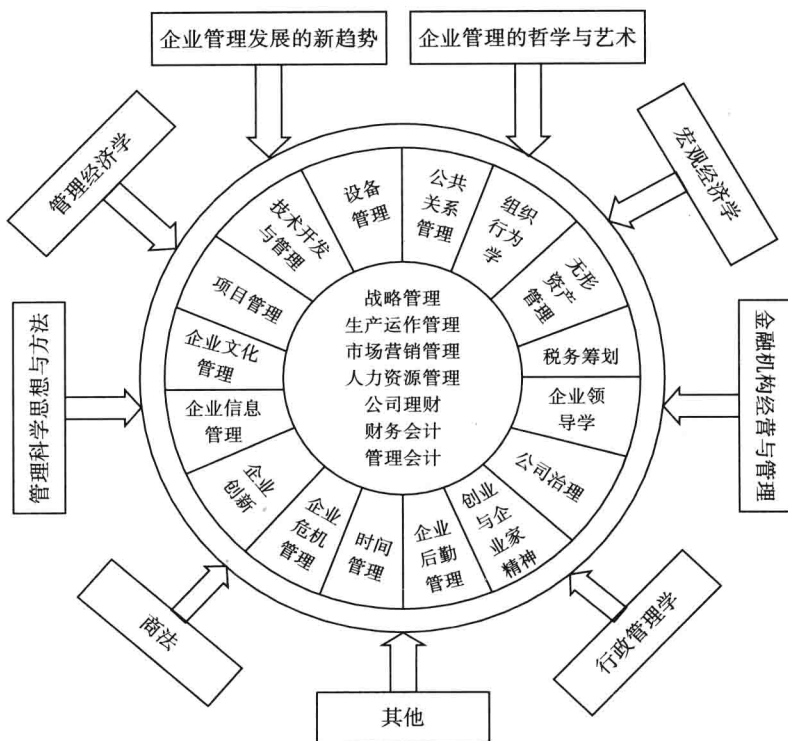 企业管理发展的新趋势
企业管理的哲学与艺术
管理经济学
宏观经济学
管理科学思想与方法
金融机构经营与管理
商法
行政管理学
其他
设备
管理
公共
关系
管理
组织
行为
学
无形
资产
管理
税务筹划
企业领
导学
公司治理
创业
与企
业家
精神
企业
后勤
管理
时间
管理
企业
危机
管理
企业
创新
企业信息
管理
企业文化
管理
项目管理
技术开发
与管理
战略管理
生产运作管理
市场营销管理
人力资源管理
公司理财
财务会计
管理会计